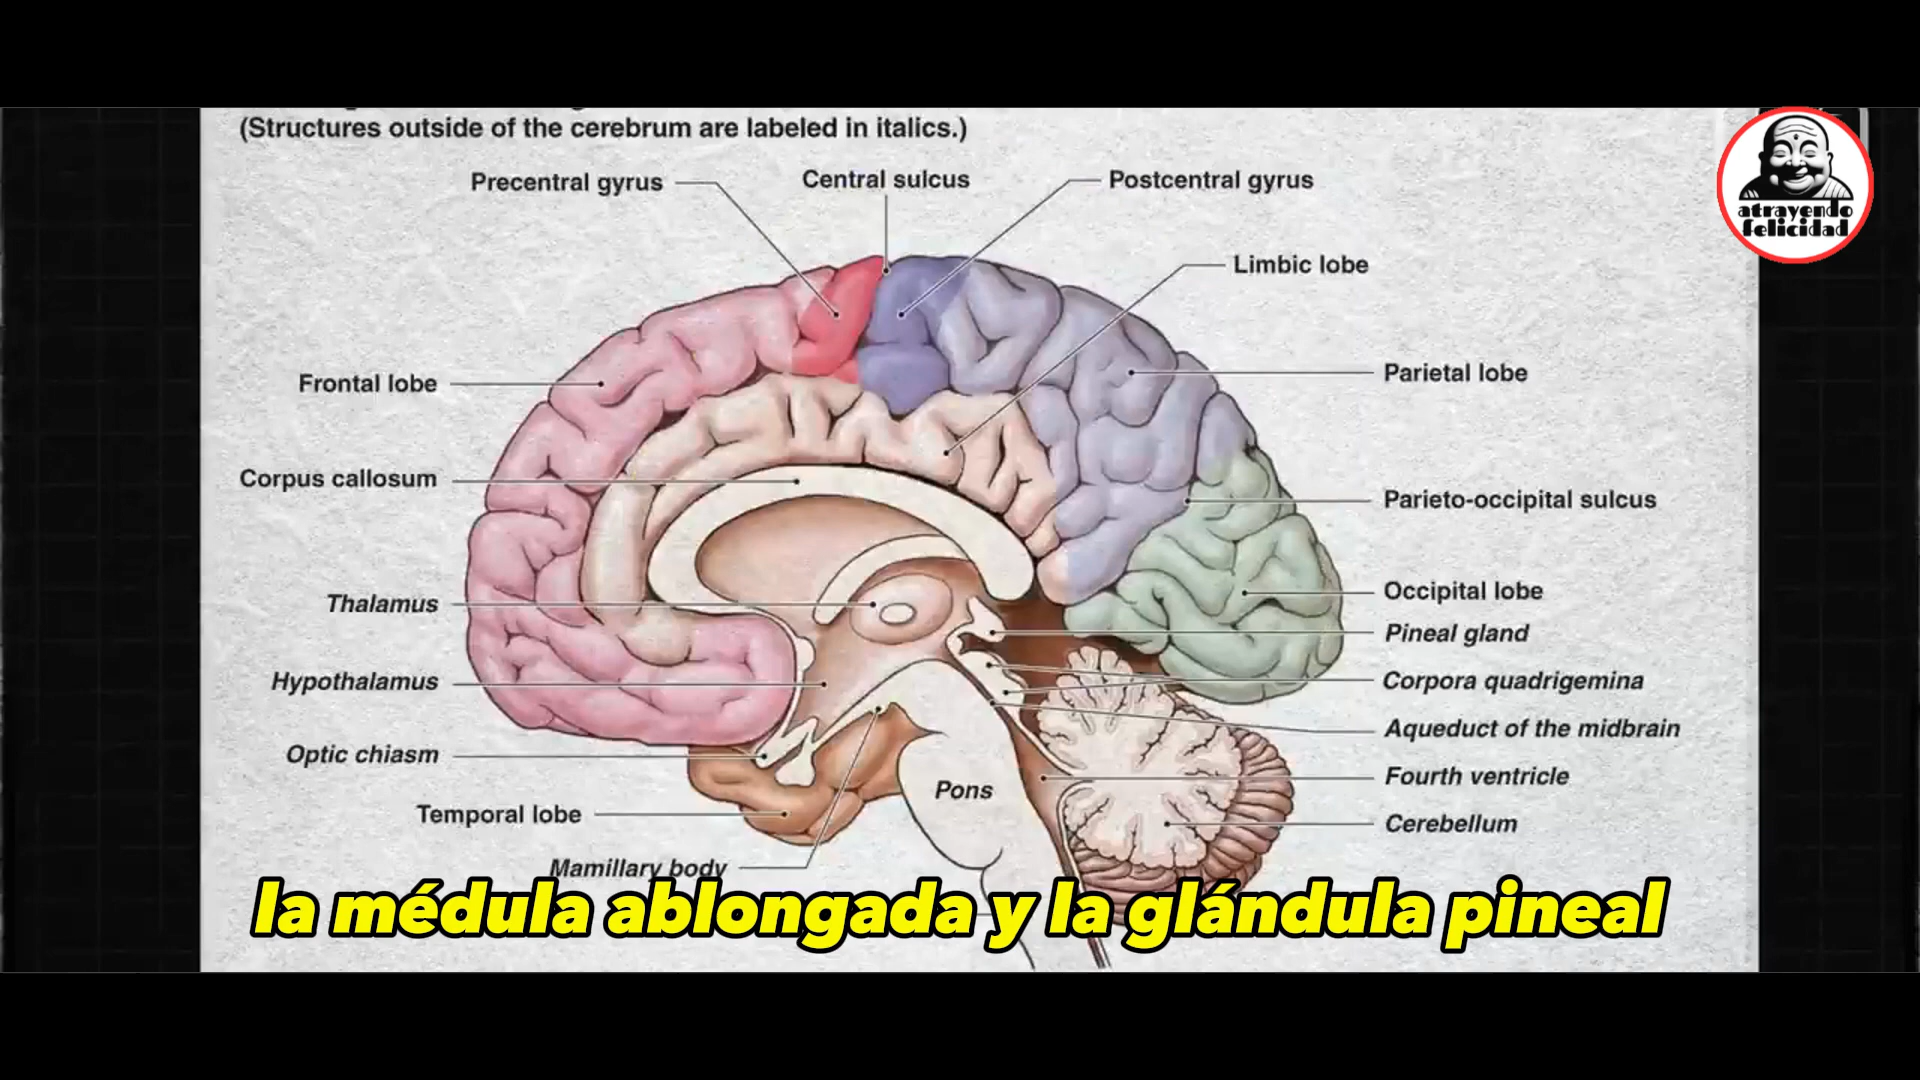 (Structures outside of the cerebrum are labeled in italics.)
Precentral gyrus
Central sulcus
Postcentral gyrus
Limbic lobe
Frontal lobe
Parietal lobe
Corpus callosum
Parieto-occipital sulcus
Thalamus
Occipital lobe
Pineal gland
Hypothalamus
Corpora quadrigemina
Optic chiasm
Aqueduct of the midbrain
Pons
Fourth ventricle
Temporal lobe
Cerebellum
Mamillary body
la médula ablongada y la glándula pineal
atrayendo
felicidad